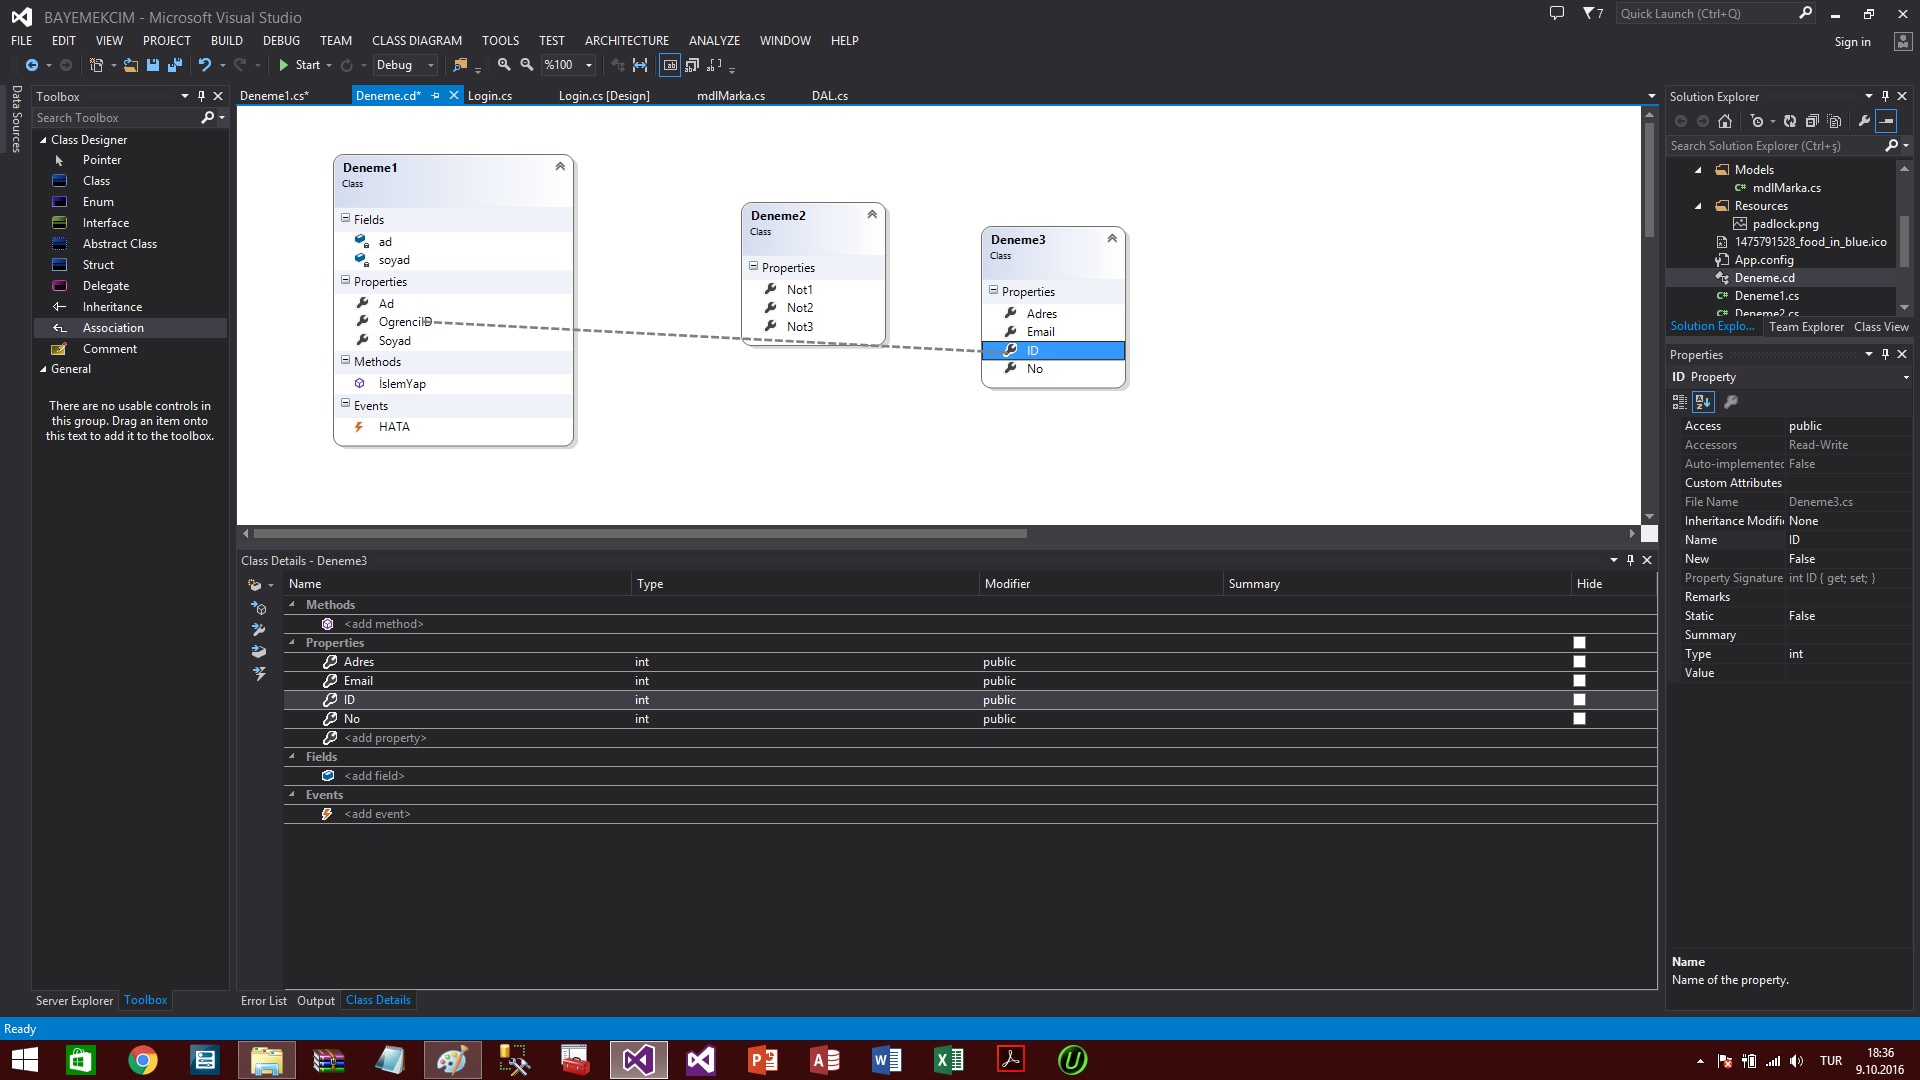 BAYEMEKCIM - Microsoft Visual Studio
7
Quick Launch (Ctrl+Q)
FILE EDIT VIEW PROJECT BUILD DEBUG TEAM CLASS DIAGRAM TOOLS TEST ARCHITECTURE ANALYZE WINDOW HELP
Sign in
Start Debug %100
Data Sources
Toolbox
Search Toolbox
Class Designer
Pointer
Class
Enum
Interface
Abstract Class
Struct
Delegate
Inheritance
Association
Comment
General
There are no usable controls in
this group. Drag an item onto
this text to add it to the toolbox.
Server Explorer Toolbox
Deneme1.cs* Deneme.cd* Login.cs Login.cs [Design] mdlMarka.cs DAL.cs
Deneme1
Class
Fields
ad
soyad
Properties
Ad
OgrenciID
Soyad
Methods
İslemYap
Events
HATA
Deneme2
Class
Properties
Not1
Not2
Not3
Deneme3
Class
Properties
Adres
Email
ID
No
Class Details - Deneme3
Name Type Modifier Summary Hide
Methods
<add method>
Properties
Adres int public
Email int public
ID int public
No int public
<add property>
Fields
<add field>
Events
<add event>
Error List Output Class Details
Solution Explorer
Search Solution Explorer (Ctrl+ş)
Models
C# mdlMarka.cs
Resources
padlock.png
1475791528_food_in_blue.ico
App.config
Deneme.cd
C# Deneme1.cs
C# Deneme2.cs
Solution Explo... Team Explorer Class View
Properties
ID Property
Access public
Accessors Read-Write
Auto-implemented False
Custom Attributes
File Name Deneme3.cs
Inheritance Modifi None
Name ID
New False
Property Signature int ID { get; set; }
Remarks
Static False
Summary
Type int
Value
Name
Name of the property.
Ready
TUR
18:36
9.10.2016